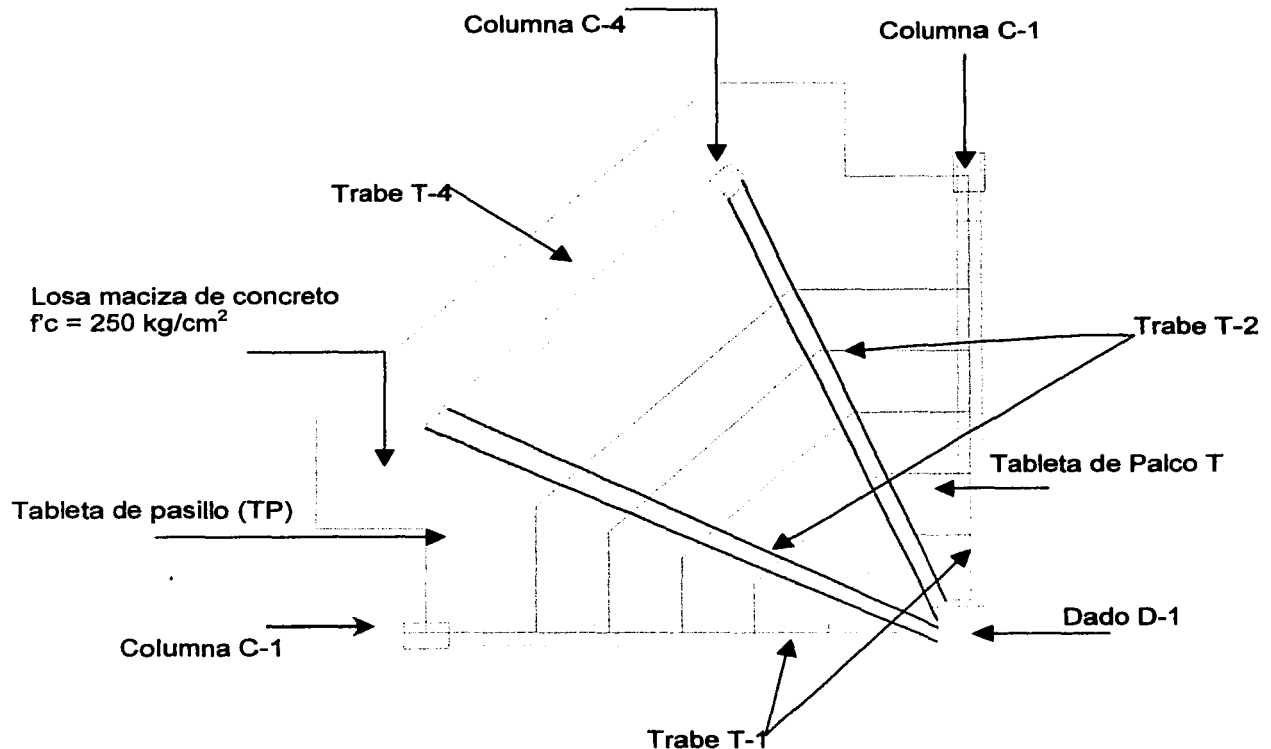 Columna C-4
Columna C-1
Trabe T-4
Losa maciza de concreto
f'c = 250 kg/cm²
Trabe T-2
Tableta de Palco T
Tableta de pasillo (TP)
Dado D-1
Columna C-1
Trabe T-1